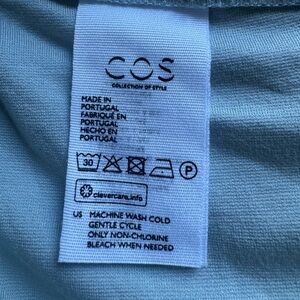 COS
COLLECTION OF STYLE
MADE IN
PORTUGAL
FABRIQUÉ EN
PORTUGAL
HECHO EN
PORTUGAL
30 P
clevercare.info
US MACHINE WASH COLD
GENTLE CYCLE
ONLY NON-CHLORINE
BLEACH WHEN NEEDED